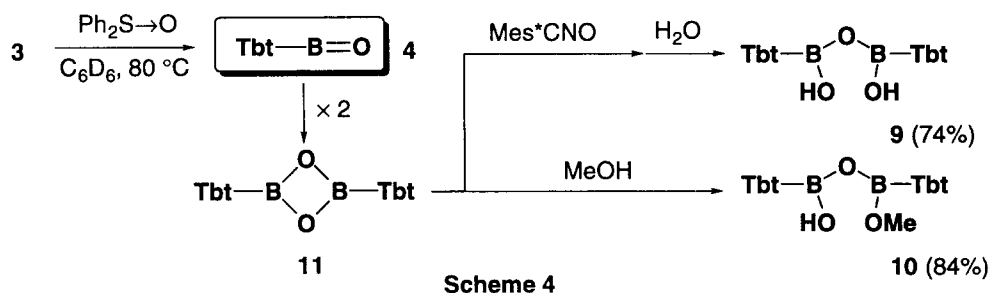 3
Ph₂S→O
C₆D₆, 80 °C
Tbt—B=O
4
× 2
Tbt—B
O
O
B—Tbt
11
Mes*CNO
H₂O
Tbt—B
O
B—Tbt
HO
OH
9 (74%)
MeOH
Tbt—B
O
B—Tbt
HO
OMe
10 (84%)
Scheme 4